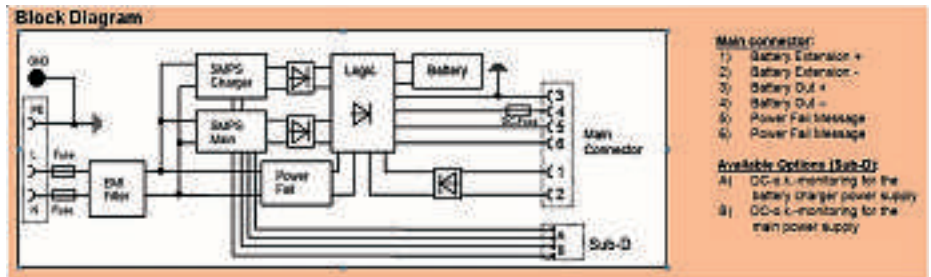 Block Diagram
GND
PE
L
N
Fuse
Fuse
EMI
Filter
SMPS
Charger
SMPS
Main
Power
Fail
Logic
Battery
3
4
5
6
1
2
Main
Connector
A
B
Sub-D
Main connector:
1) Battery Extension +
2) Battery Extension -
3) Battery Out +
4) Battery Out –
5) Power Fail Message
6) Power Fail Message
Available Options (Sub-D):
A) DC-o.k.-monitoring for the
battery charger power supply
B) DC-o.k.-monitoring for the
main power supply